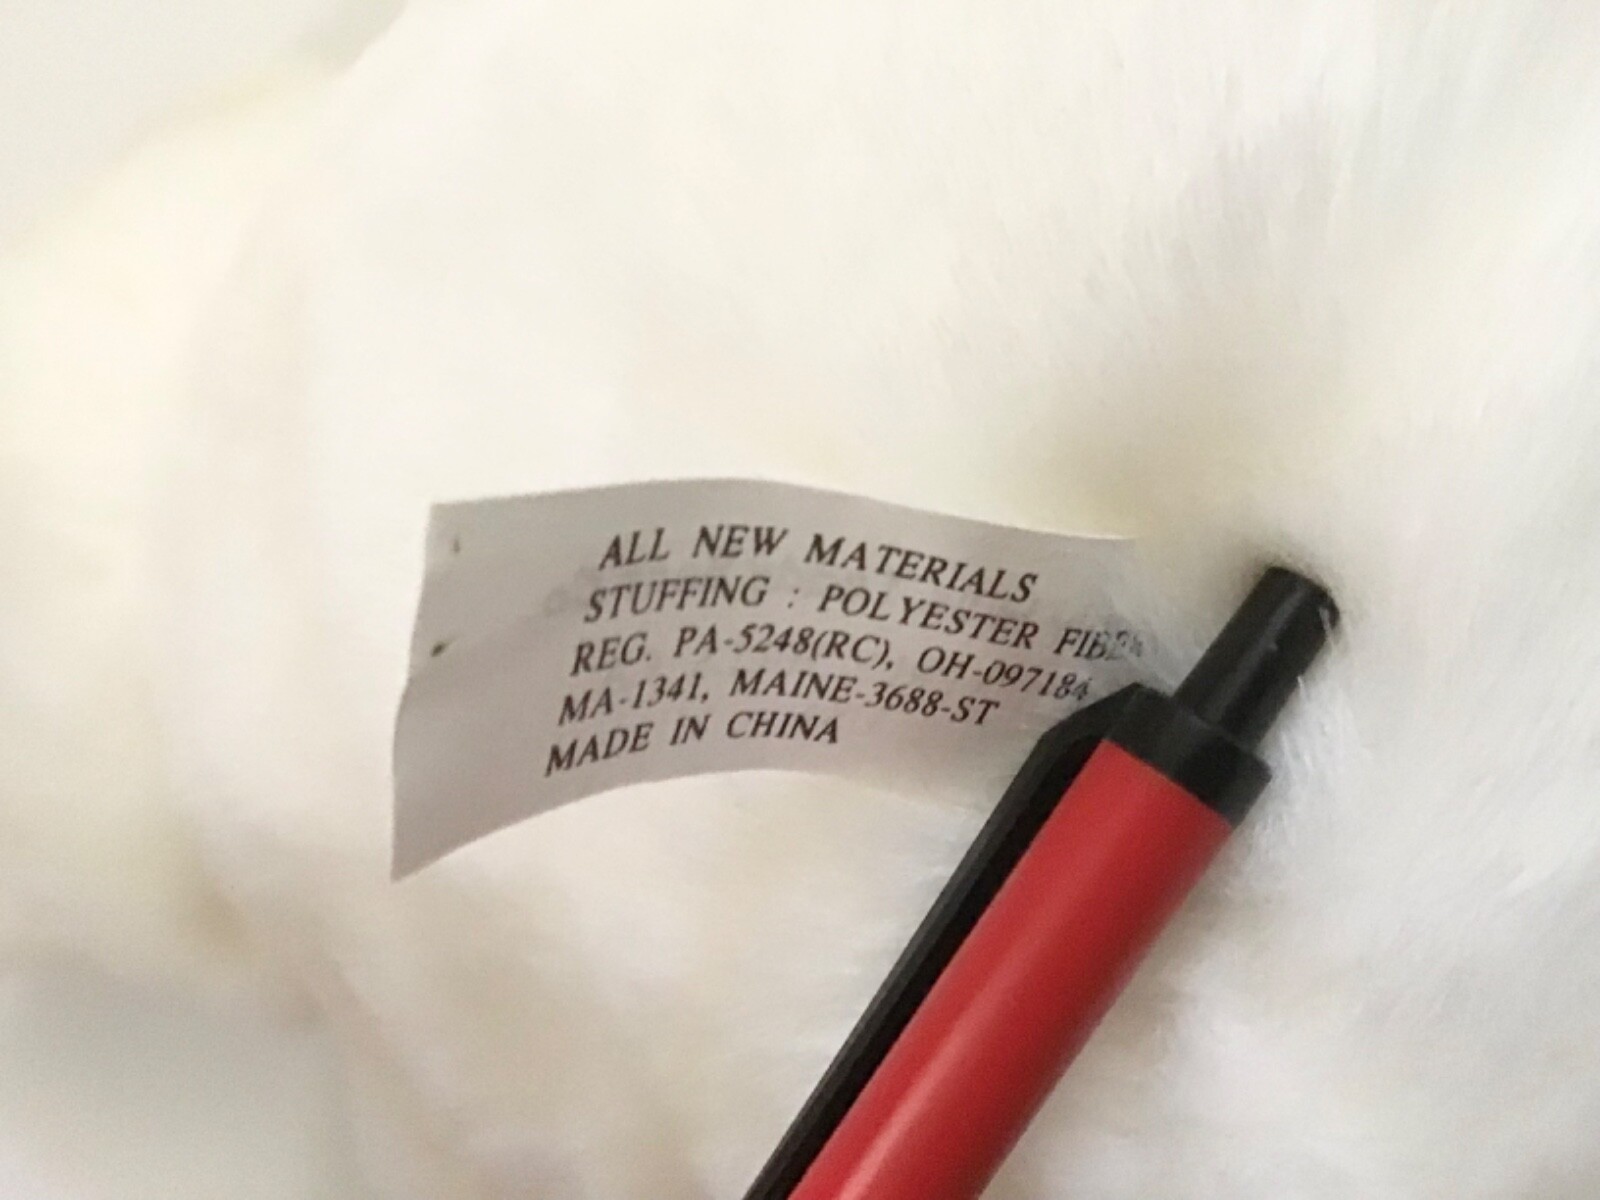 ALL NEW MATERIALS
STUFFING : POLYESTER FIBER
REG. PA-5248(RC), OH-097184
MA-1341, MAINE-3688-ST
MADE IN CHINA